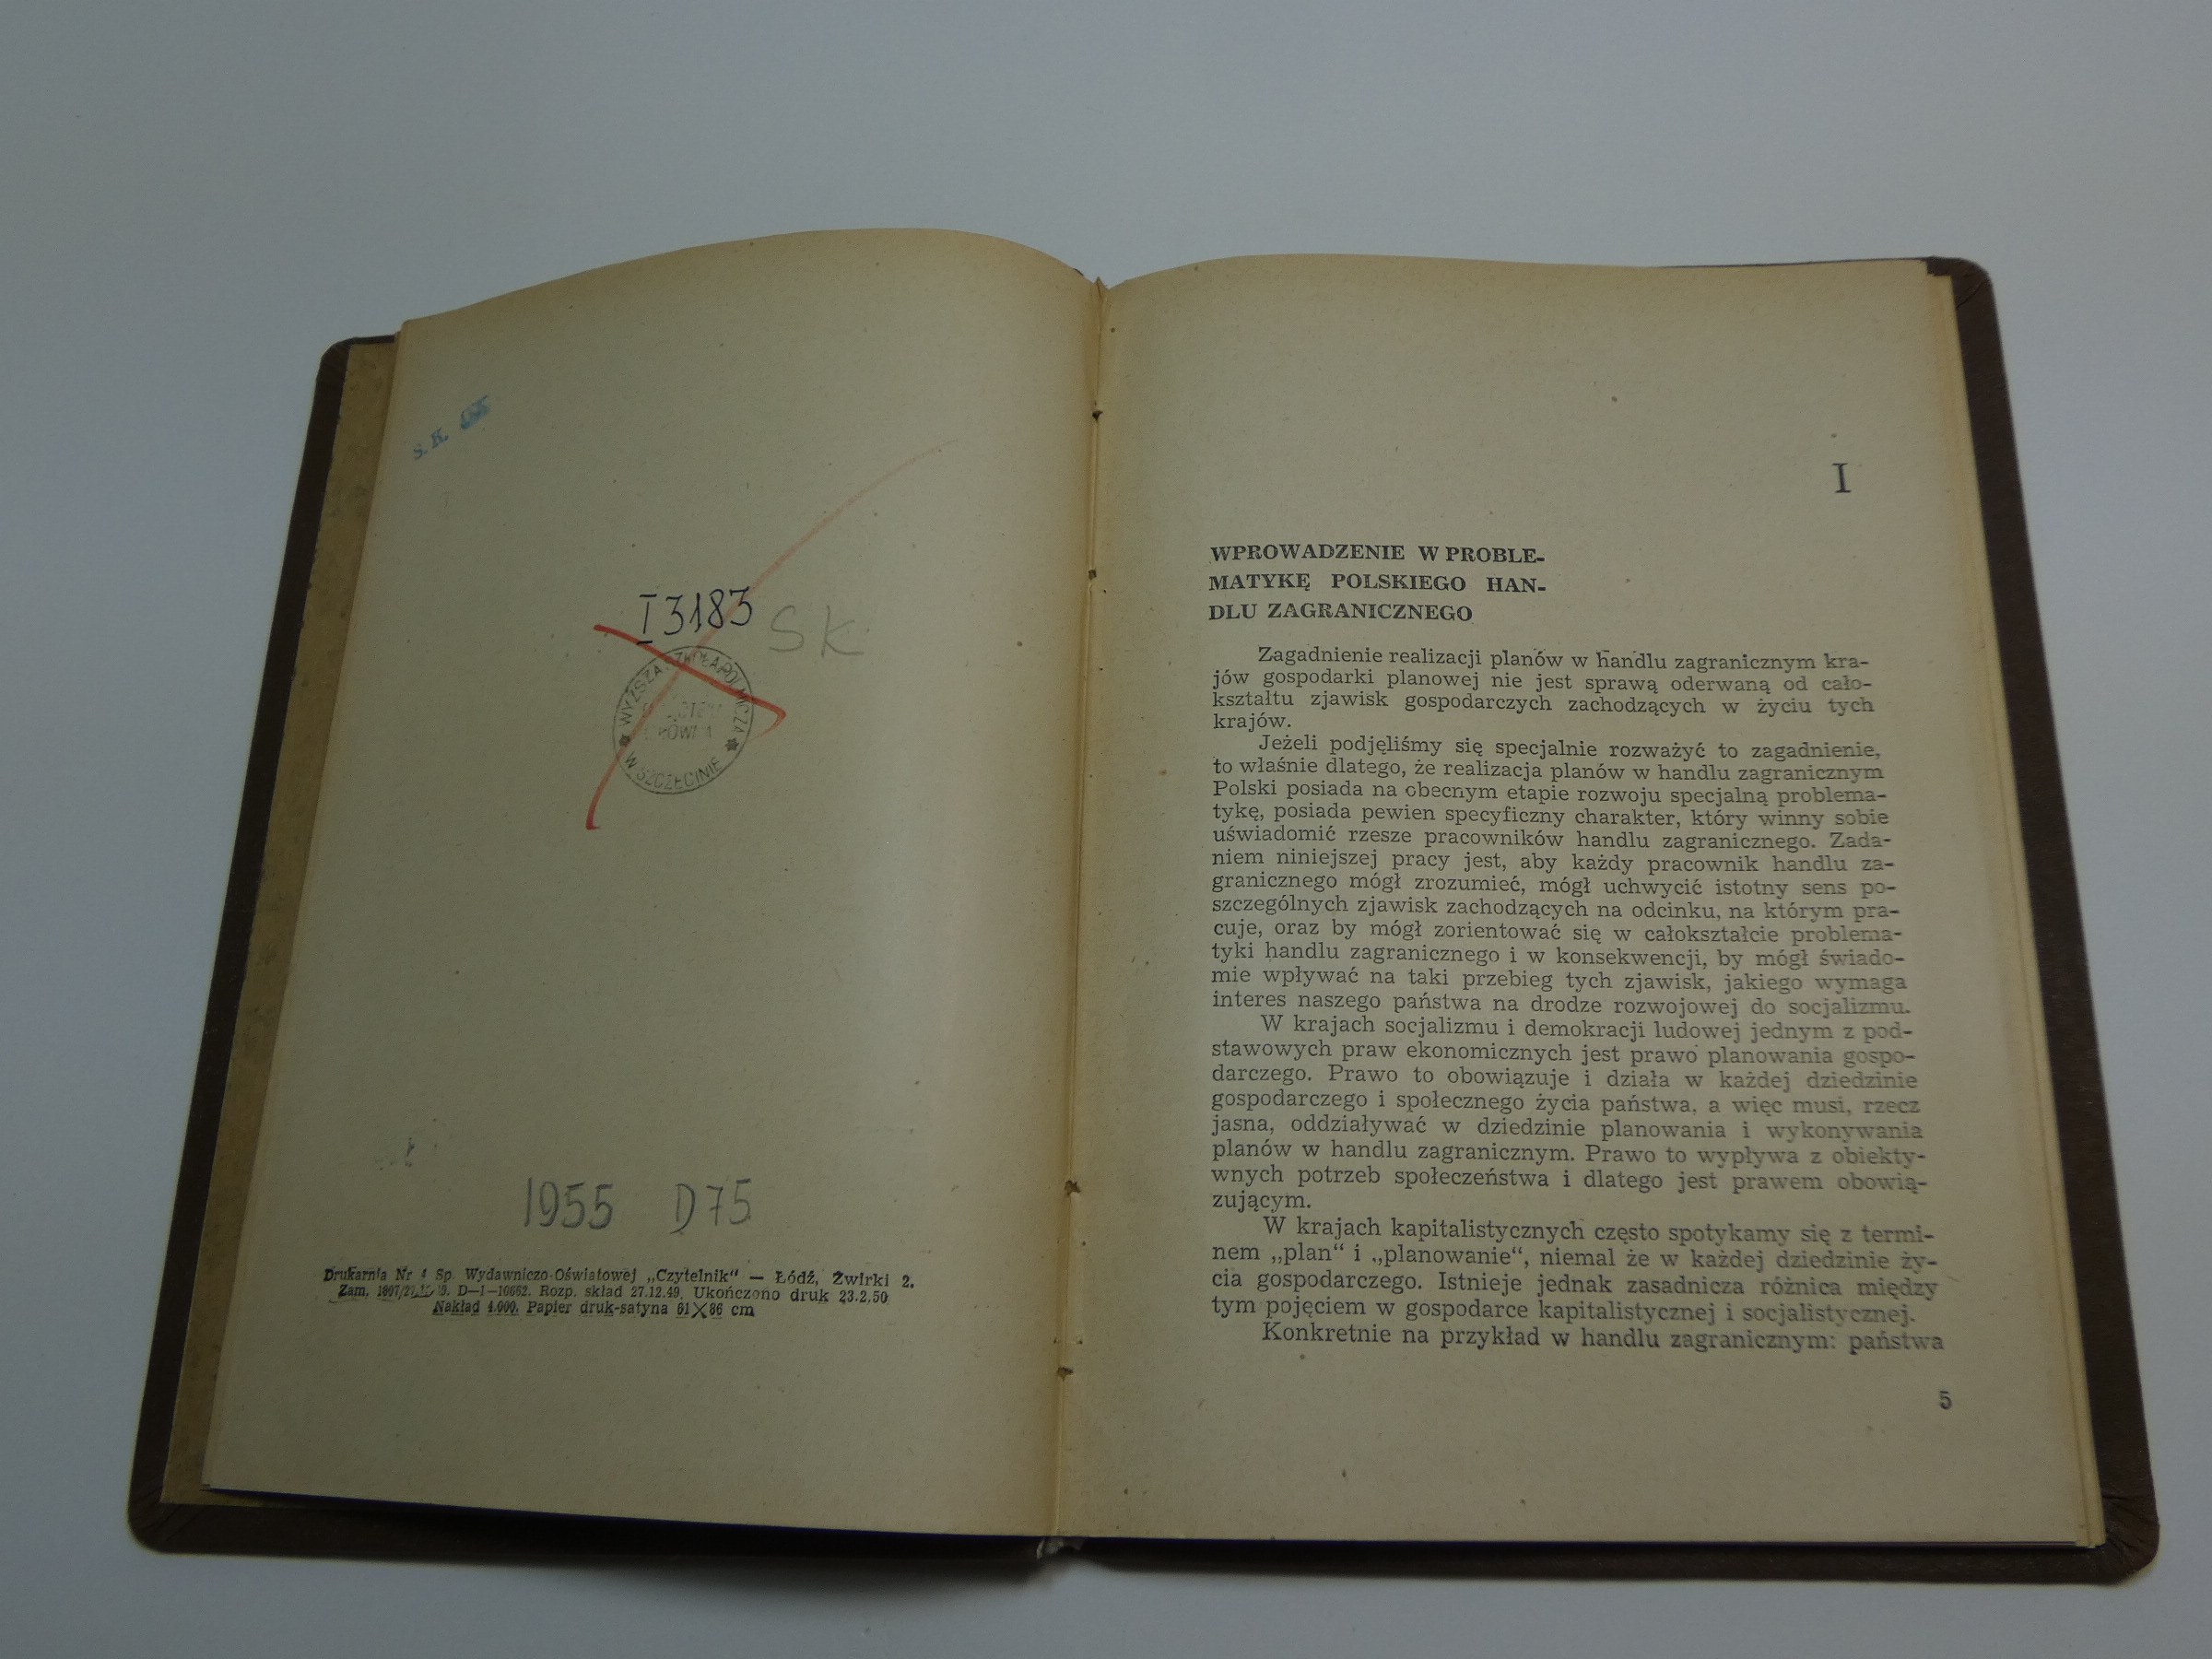 S. K.
I 3183
SK
WYŻSZA SZKOŁA ROLNICZA
W SZCZECINIE
1955 D75
Drukarnia Nr 4 Sp. Wydawniczo-Oświatowej „Czytelnik“ — Łódź, Żwirki 2.
Zam. D—1—10662. Rozp. skład 27.12.49. Ukończono druk 23.2.50
Nakład 4.000. Papier druk-satyna 61X86 cm
I
WPROWADZENIE W PROBLE-
MATYKĘ POLSKIEGO HAN-
DLU ZAGRANICZNEGO
Zagadnienie realizacji planów w handlu zagranicznym kra-
jów gospodarki planowej nie jest sprawą oderwaną od cało-
kształtu zjawisk gospodarczych zachodzących w życiu tych
krajów.
Jeżeli podjęliśmy się specjalnie rozważyć to zagadnienie,
to właśnie dlatego, że realizacja planów w handlu zagranicznym
Polski posiada na obecnym etapie rozwoju specjalną problema-
tykę, posiada pewien specyficzny charakter, który winny sobie
uświadomić rzesze pracowników handlu zagranicznego. Zada-
niem niniejszej pracy jest, aby każdy pracownik handlu za-
granicznego mógł zrozumieć, mógł uchwycić istotny sens po-
szczególnych zjawisk zachodzących na odcinku, na którym pra-
cuje, oraz by mógł zorientować się w całokształcie problema-
tyki handlu zagranicznego i w konsekwencji, by mógł świado-
mie wpływać na taki przebieg tych zjawisk, jakiego wymaga
interes naszego państwa na drodze rozwojowej do socjalizmu.
W krajach socjalizmu i demokracji ludowej jednym z pod-
stawowych praw ekonomicznych jest prawo planowania gospo-
darczego. Prawo to obowiązuje i działa w każdej dziedzinie
gospodarczego i społecznego życia państwa, a więc musi, rzecz
jasna, oddziaływać w dziedzinie planowania i wykonywania
planów w handlu zagranicznym. Prawo to wypływa z obiekty-
wnych potrzeb społeczeństwa i dlatego jest prawem obowią-
zującym.
W krajach kapitalistycznych często spotykamy się z termi-
nem „plan“ i „planowanie“, niemal że w każdej dziedzinie ży-
cia gospodarczego. Istnieje jednak zasadnicza różnica między
tym pojęciem w gospodarce kapitalistycznej i socjalistycznej.
Konkretnie na przykład w handlu zagranicznym: państwa
5